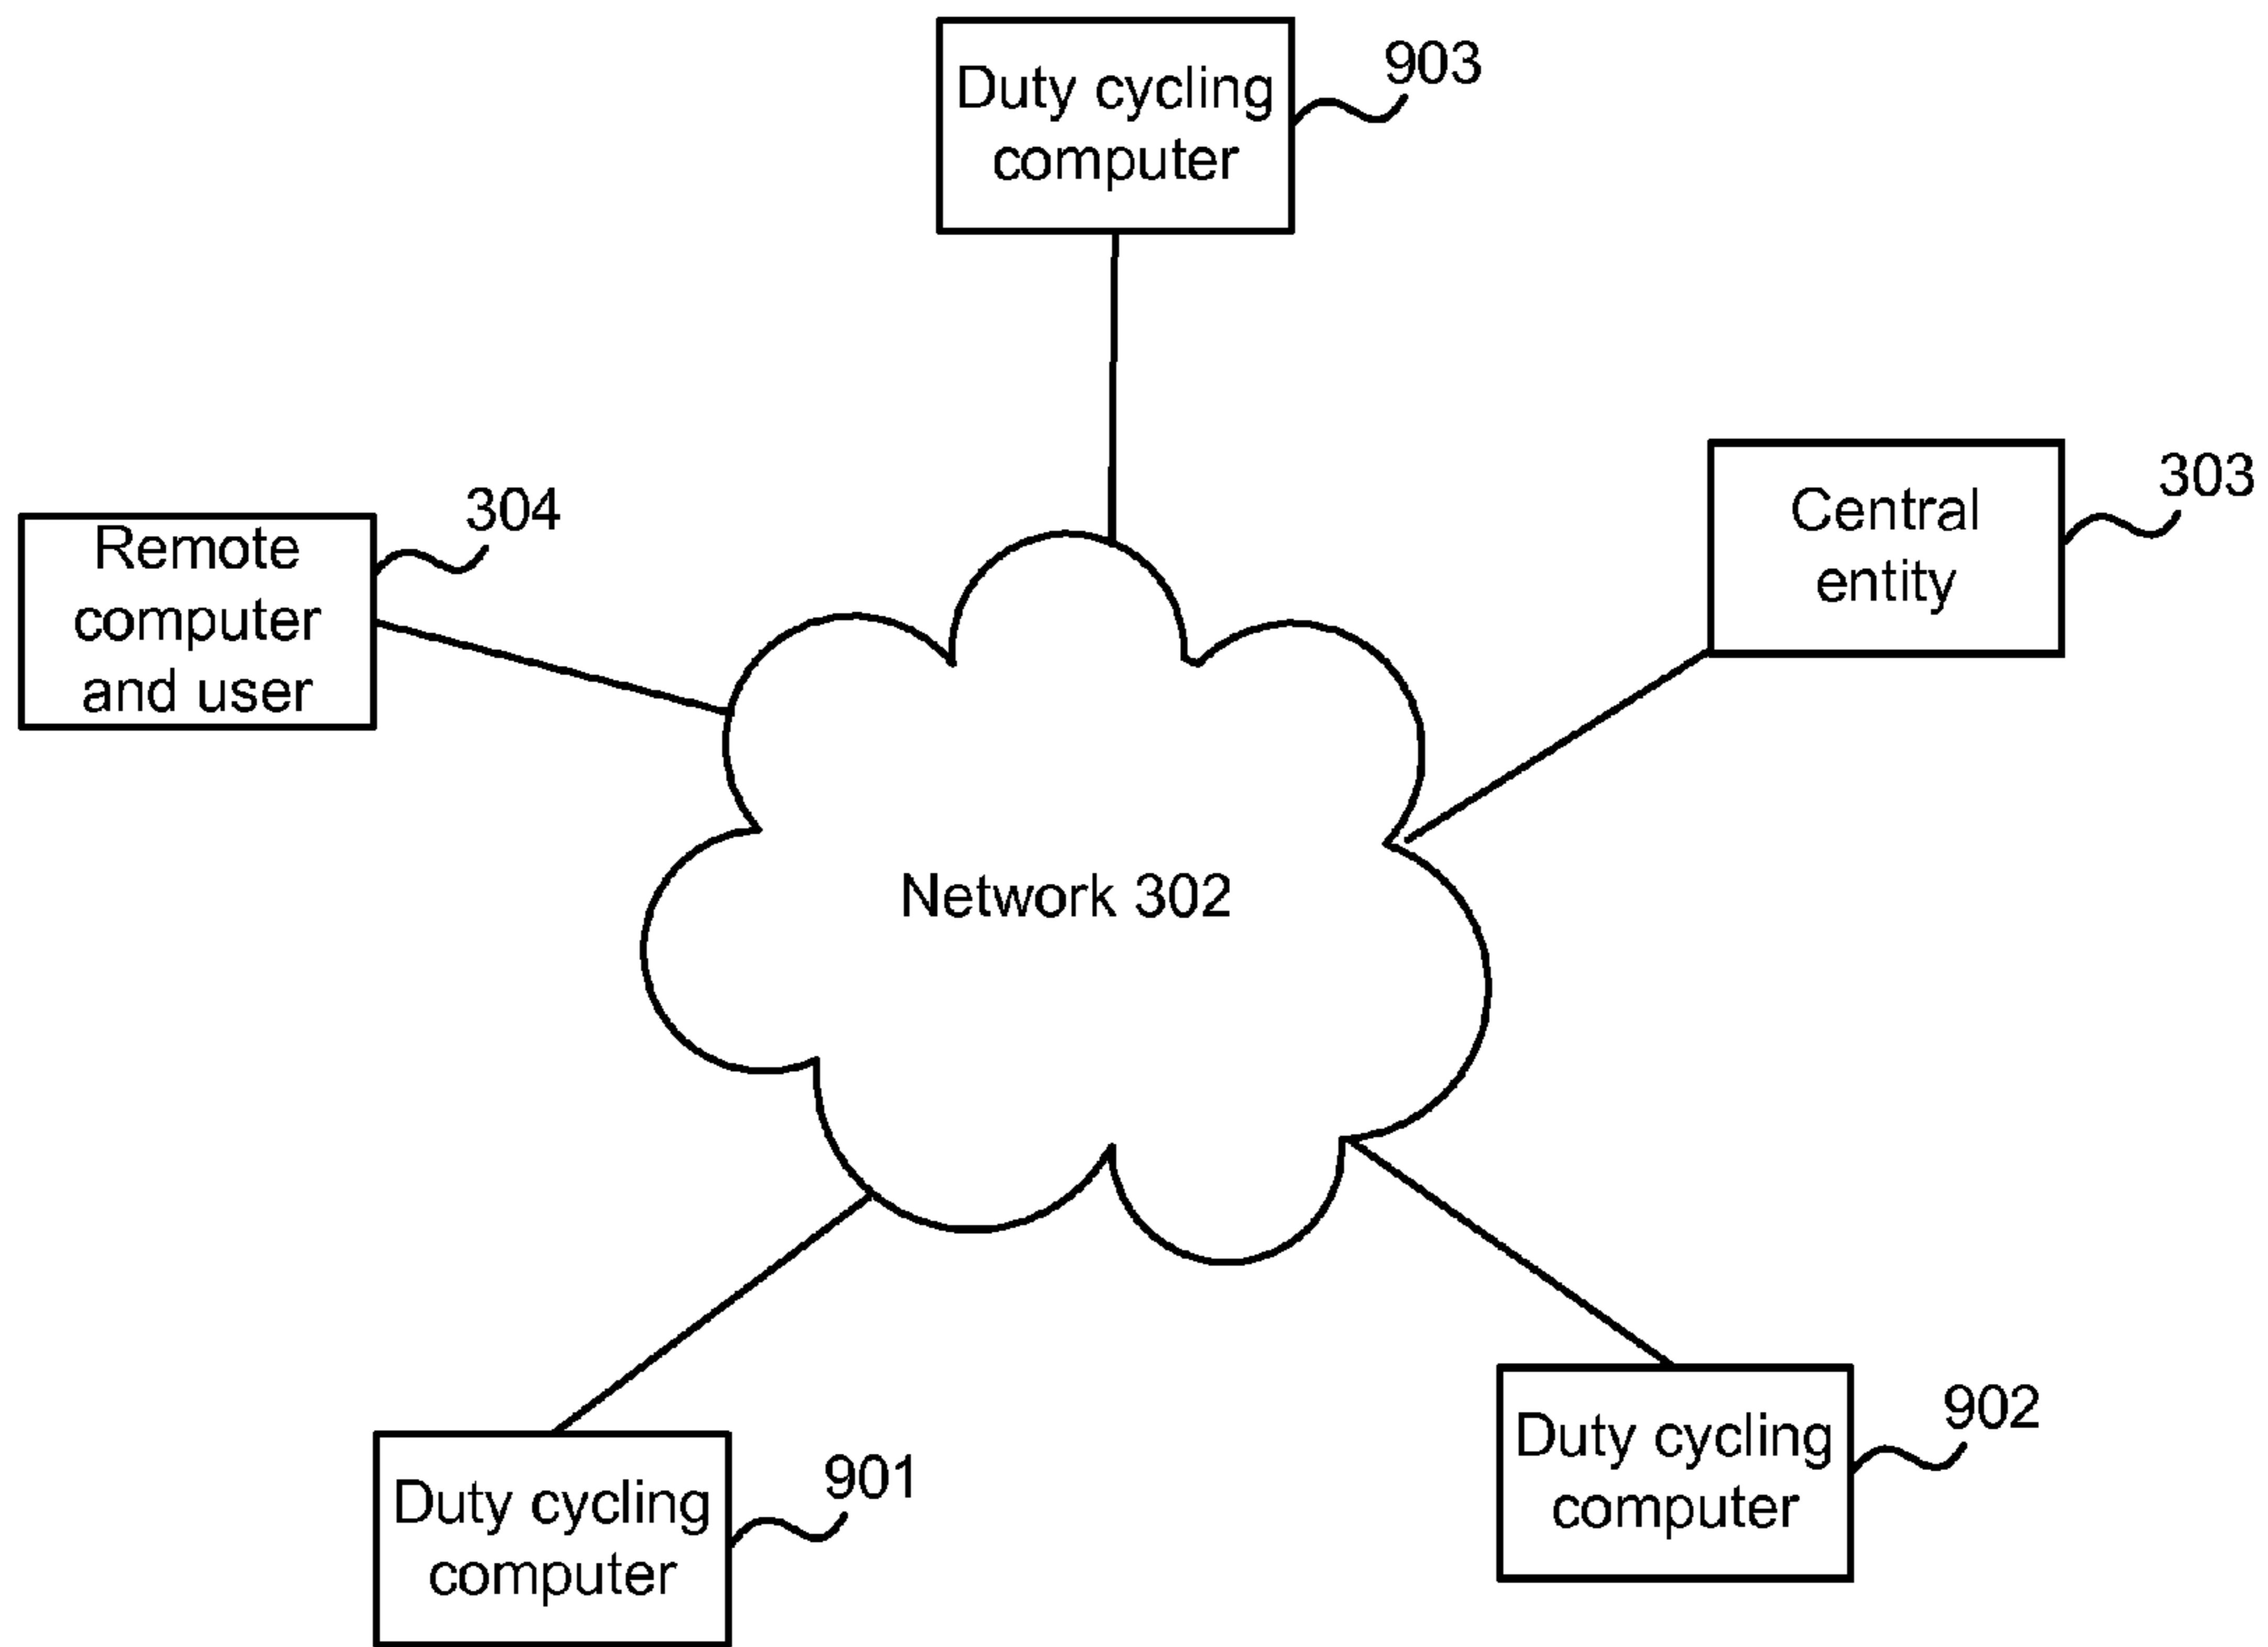 Duty cycling
computer
903
Central
entity
303
304
Remote
computer
and user
Network 302
Duty cycling
computer
902
Duty cycling
computer
901